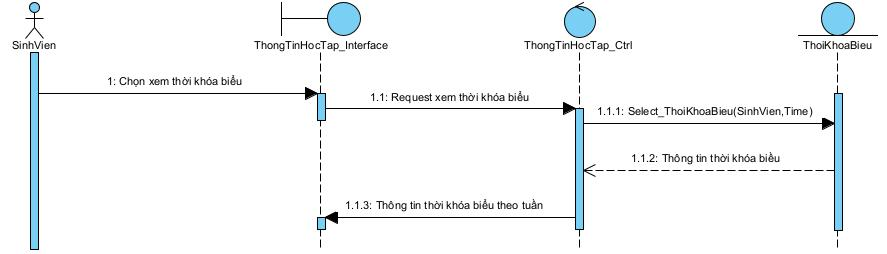 SinhVien
ThongTinHocTap_Interface
ThongTinHocTap_Ctrl
ThoiKhoaBieu
1: Chọn xem thời khóa biểu
1.1: Request xem thời khóa biểu
1.1.1: Select_ThoiKhoaBieu(SinhVien,Time)
1.1.2: Thông tin thời khóa biều
1.1.3: Thông tin thời khóa biểu theo tuần